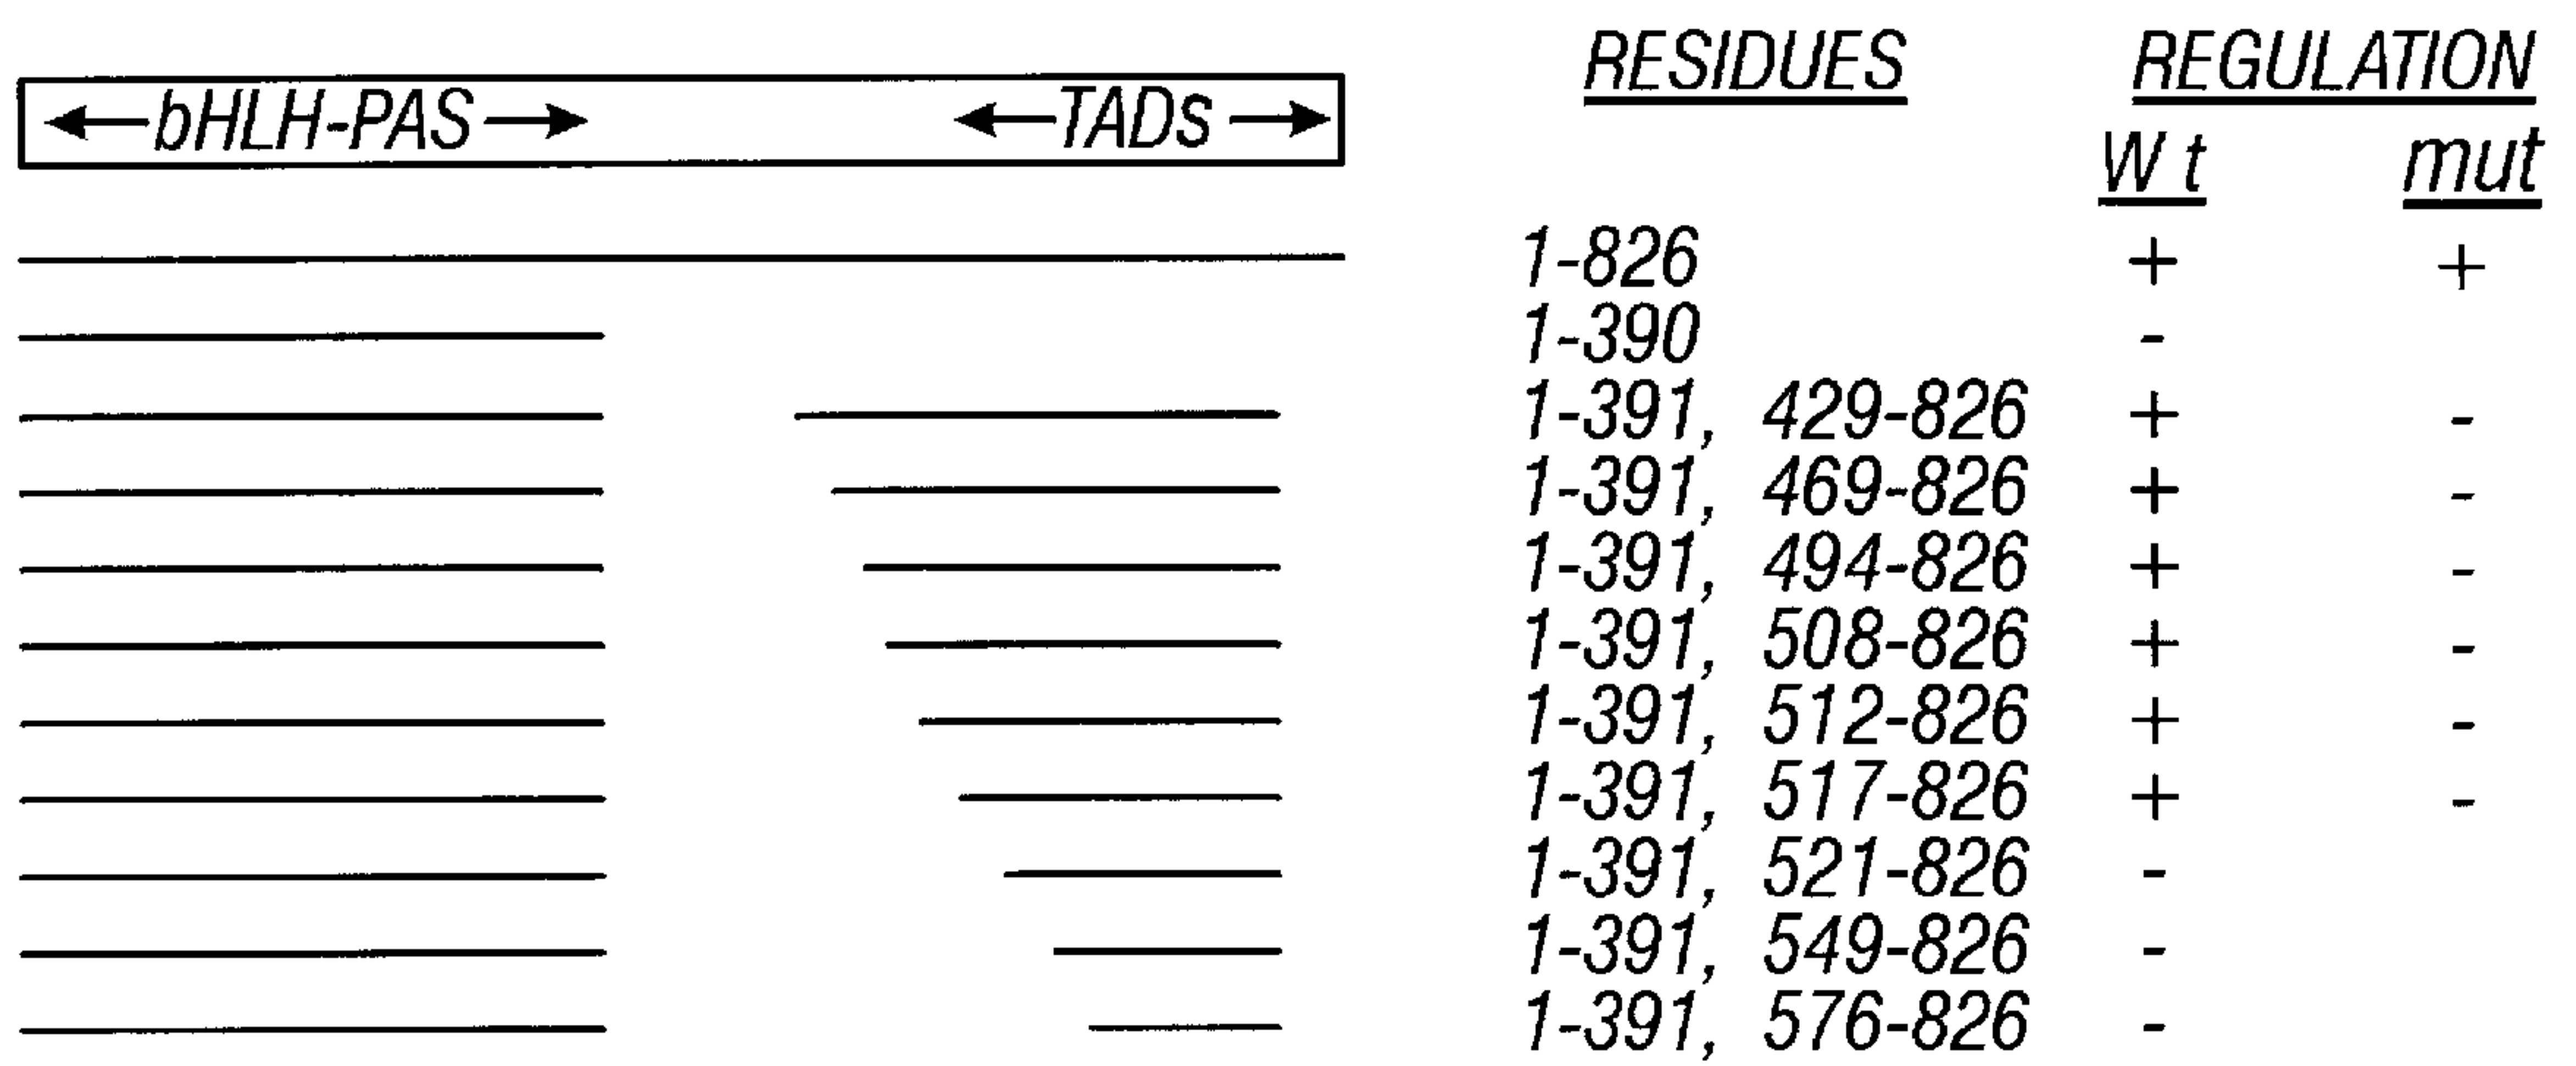 RESIDUES REGULATION
bHLH-PAS TADs
Wt mut
1-826 + +
1-390 -
1-391, 429-826 + -
1-391, 469-826 + -
1-391, 494-826 + -
1-391, 508-826 + -
1-391, 512-826 + -
1-391, 517-826 + -
1-391, 521-826 -
1-391, 549-826 -
1-391, 576-826 -